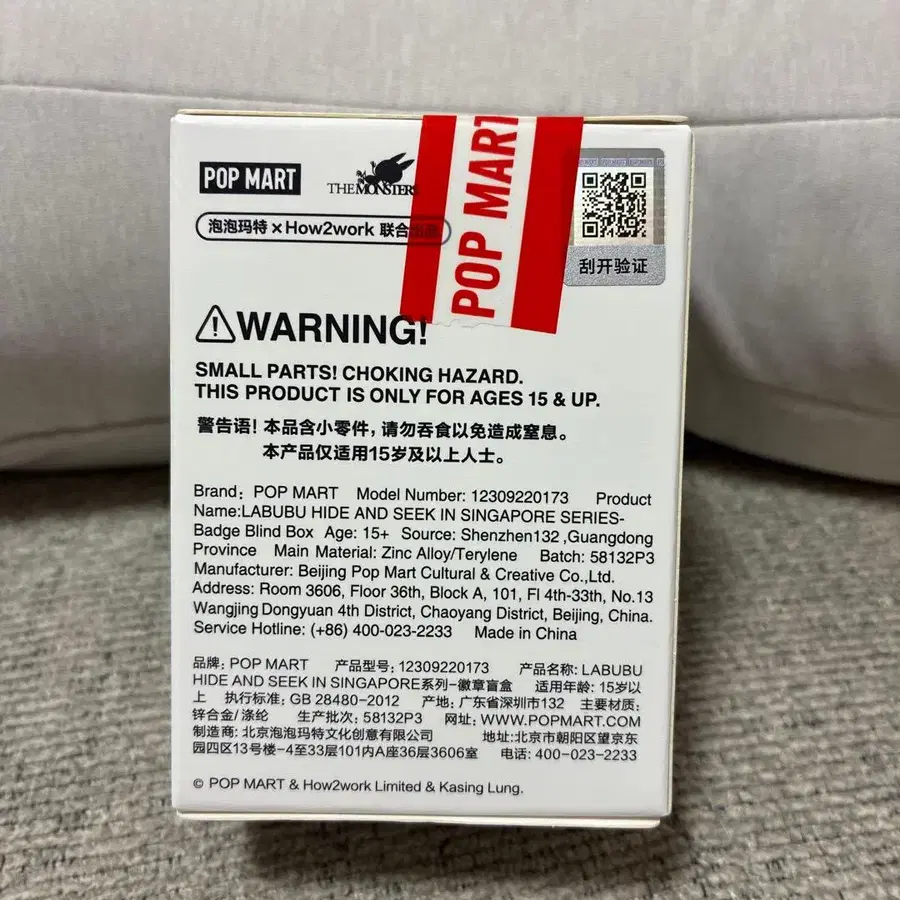 POP MART
THE MONSTERS
POP MART
刮开验证
泡泡玛特 × How2work 联合出品
WARNING!
SMALL PARTS! CHOKING HAZARD.
THIS PRODUCT IS ONLY FOR AGES 15 & UP.
警告语! 本品含小零件, 请勿吞食以免造成窒息。
本产品仅适用15岁及以上人士。
Brand: POP MART Model Number: 12309220173 Product
Name:LABUBU HIDE AND SEEK IN SINGAPORE SERIES-
Badge Blind Box Age: 15+ Source: Shenzhen132 ,Guangdong
Province Main Material: Zinc Alloy/Terylene Batch: 58132P3
Manufacturer: Beijing Pop Mart Cultural & Creative Co.,Ltd.
Address: Room 3606, Floor 36th, Block A, 101, Fl 4th-33th, No.13
Wangjing Dongyuan 4th District, Chaoyang District, Beijing, China.
Service Hotline: (+86) 400-023-2233 Made in China
品牌: POP MART 产品型号: 12309220173 产品名称: LABUBU
HIDE AND SEEK IN SINGAPORE系列-徽章盲盒 适用年龄: 15岁以
上 执行标准: GB 28480-2012 产地: 广东省深圳市132 主要材质:
锌合金/ 涤纶 生产批次: 58132P3 网址: WWW.POPMART.COM
制造商: 北京泡泡玛特文化创意有限公司 地址:北京市朝阳区望京东
园四区13号楼-4至33层101内A座36层3606室 电话: 400-023-2233
© POP MART & How2work Limited & Kasing Lung.